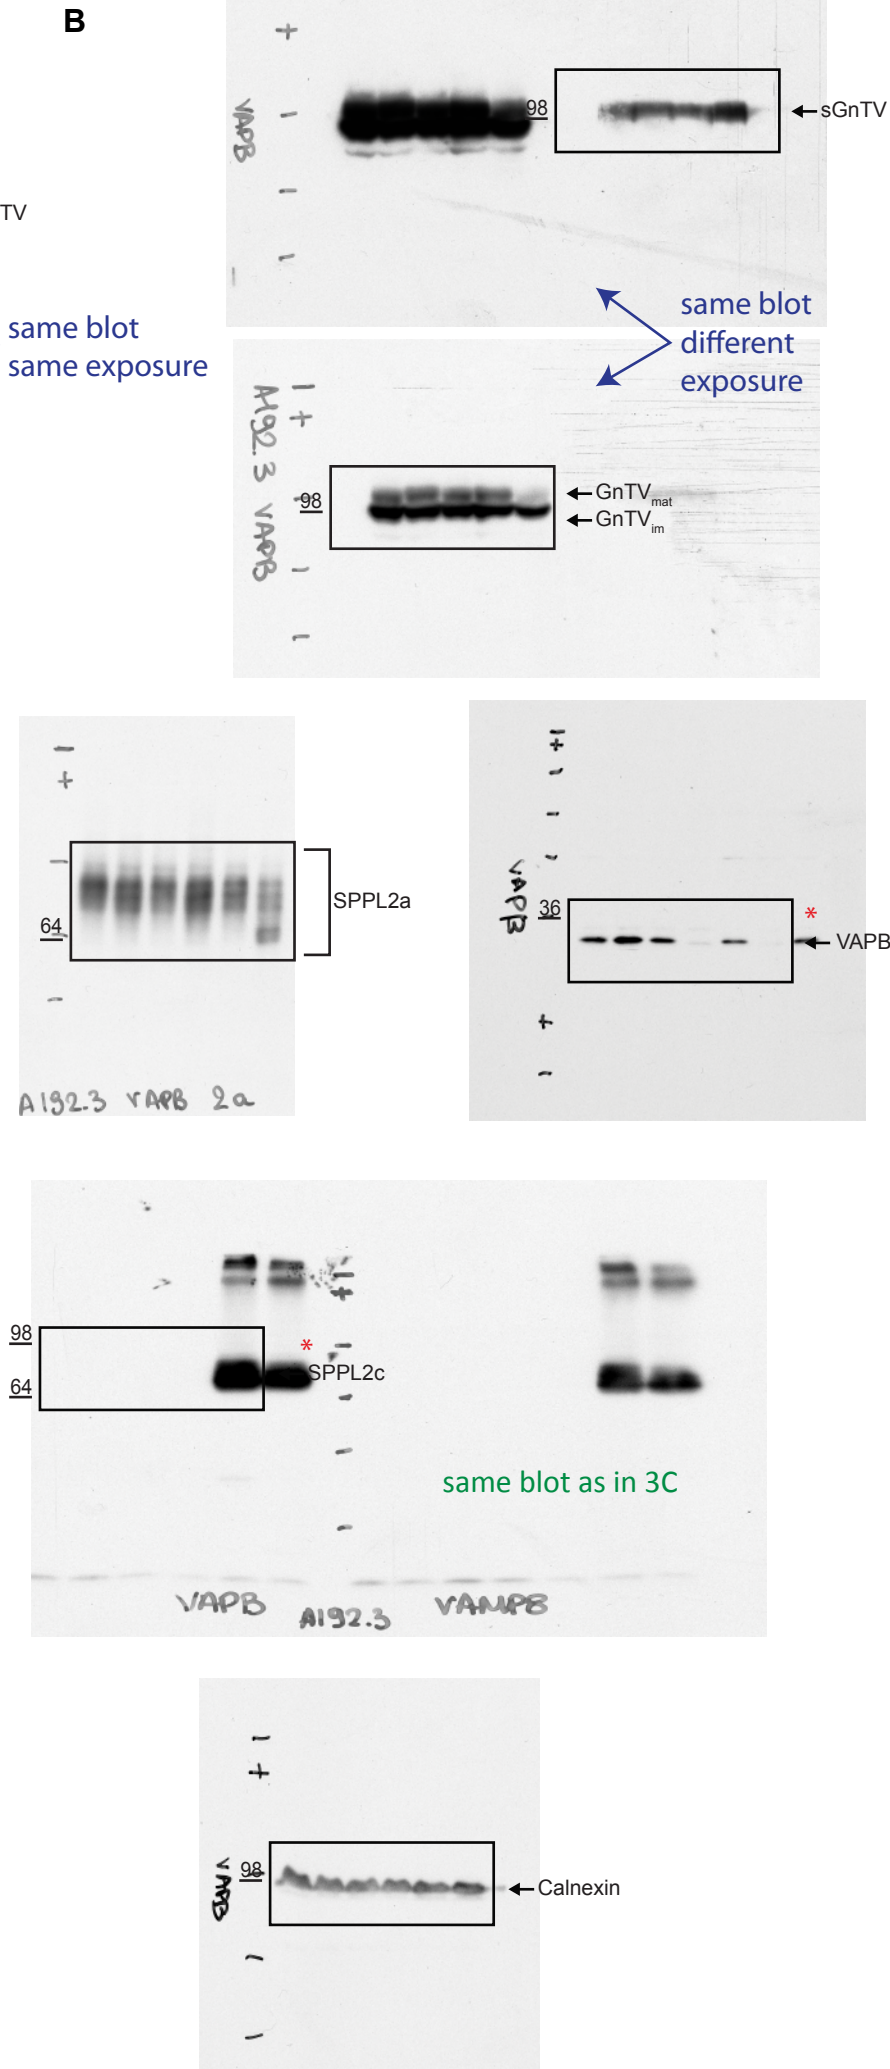 B
VAPB
98
sGnTV
TV
same blot
same exposure
same blot
different
exposure
A192.3 VAPB
98
GnTVmat
GnTVim
64
SPPL2a
A192.3 VAPB 2a
VAPB
36
*
VAPB
98
64
*
SPPL2c
same blot as in 3C
VAPB
A192.3
VAMP8
VAPB
98
Calnexin